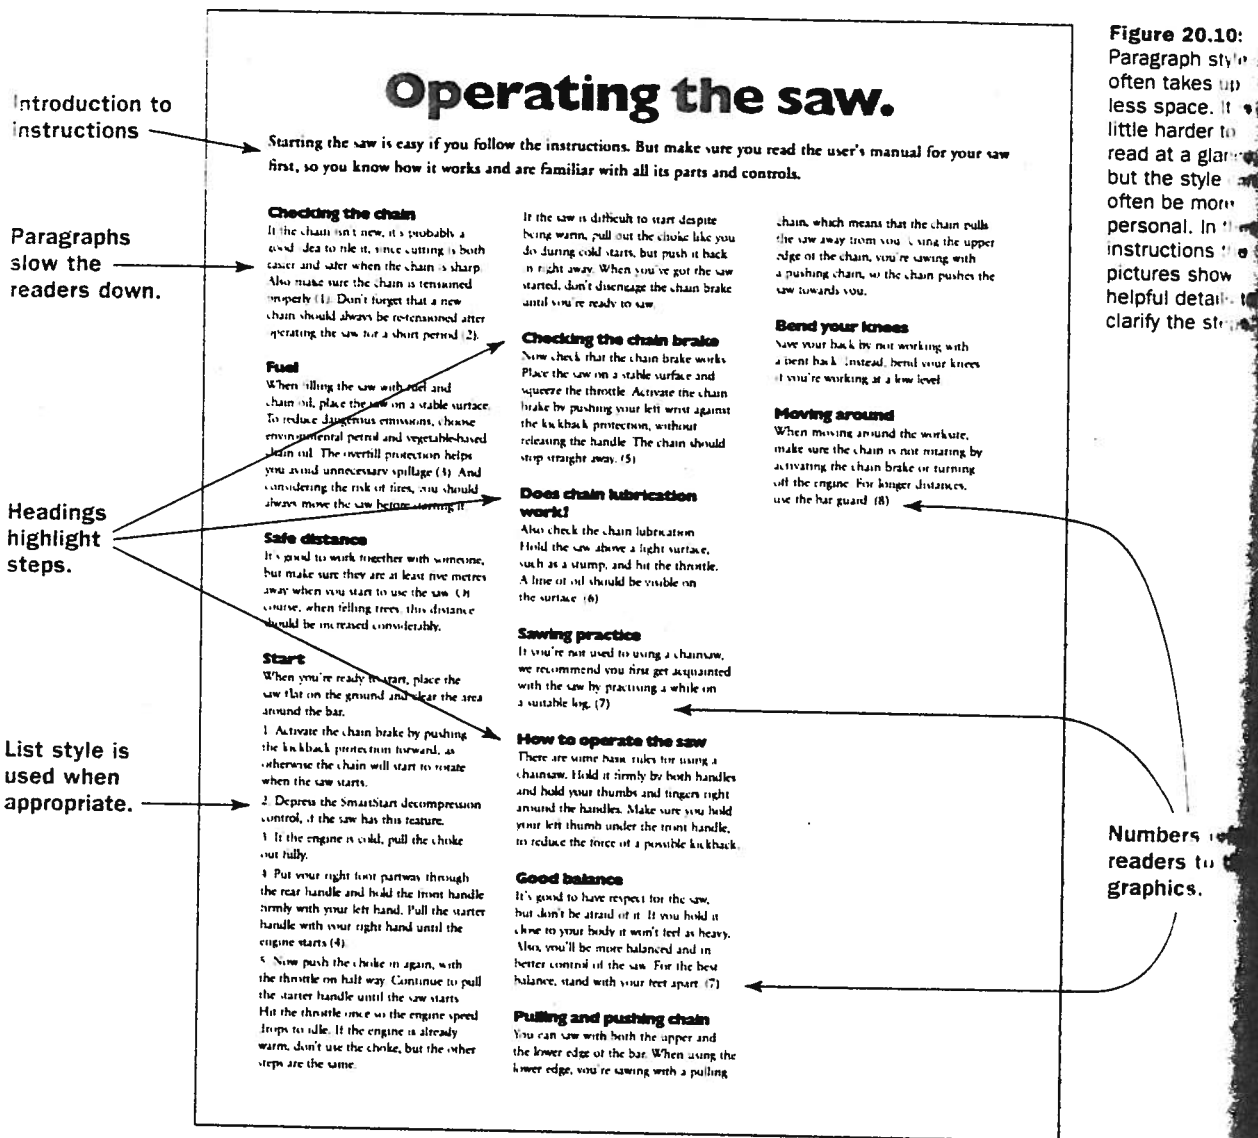 Operating the saw.
Starting the saw is easy if you follow the instructions. But make sure you read the user's manual for your saw
first, so you know how it works and are familiar with all its parts and controls.
Checking the chain
If the chain isn't new, it's probably a
good idea to file it, since cutting is both
easier and safer when the chain is sharp.
Also make sure the chain is tensioned
properly (1). Don't forget that a new
chain should always be re-tensioned after
operating the saw for a short period (2).
Fuel
When filling the saw with fuel and
chain oil, place the saw on a stable surface.
To reduce dangerous emissions, choose
environmental petrol and vegetable-based
chain oil. The overfill protection helps
you avoid unnecessary spillage (3). And
considering the risk of fires, you should
always move the saw before starting it.
Safe distance
It's good to work together with someone,
but make sure they are at least five metres
away when you start to use the saw. Of
course, when felling trees, this distance
should be increased considerably.
Start
When you're ready to start, place the
saw flat on the ground and clear the area
around the bar.
1. Activate the chain brake by pushing
the kickback protection forward, as
otherwise the chain will start to rotate
when the saw starts.
2. Depress the SmartStart decompression
control, if the saw has this feature.
3. If the engine is cold, pull the choke
out fully.
4. Put your right foot partway through
the rear handle and hold the front handle
firmly with your left hand. Pull the starter
handle with your right hand until the
engine starts (4).
5. Now push the choke in again, with
the throttle on half way. Continue to pull
the starter handle until the saw starts.
Hit the throttle once so the engine speed
drops to idle. If the engine is already
warm, don't use the choke, but the other
steps are the same.
If the saw is difficult to start despite
being warm, pull out the choke like you
do during cold starts, but push it back
in right away. When you've got the saw
started, don't disengage the chain brake
until you're ready to saw.
Checking the chain brake
Now check that the chain brake works.
Place the saw on a stable surface and
squeeze the throttle. Activate the chain
brake by pushing your left wrist against
the kickback protection, without
releasing the handle. The chain should
stop straight away. (5)
Does chain lubrication
work?
Also check the chain lubrication.
Hold the saw above a light surface,
such as a stump, and hit the throttle.
A line of oil should be visible on
the surface. (6)
Sawing practice
If you're not used to using a chainsaw,
we recommend you first get acquainted
with the saw by practising a while on
a suitable log. (7)
How to operate the saw
There are some basic rules for using a
chainsaw. Hold it firmly by both handles
and hold your thumbs and fingers right
around the handles. Make sure you hold
your left thumb under the front handle,
to reduce the force of a possible kickback.
Good balance
It's good to have respect for the saw,
but don't be afraid of it. If you hold it
close to your body it won't feel as heavy.
Also, you'll be more balanced and in
better control of the saw. For the best
balance, stand with your feet apart. (7)
Pulling and pushing chain
You can saw with both the upper and
the lower edge of the bar. When using the
lower edge, you're sawing with a pulling
chain, which means that the chain pulls
the saw away from you. Using the upper
edge of the chain, you're sawing with
a pushing chain, so the chain pushes the
saw towards you.
Bend your knees
Save your back by not working with
a bent back. Instead, bend your knees
if you're working at a low level.
Moving around
When moving around the worksite,
make sure the chain is not rotating by
activating the chain brake or turning
off the engine. For longer distances,
use the bar guard. (8)
Introduction to
instructions
Paragraphs
slow the
readers down.
Headings
highlight
steps.
List style is
used when
appropriate.
Figure 20.10:
Paragraph style
often takes up
less space. It
little harder to
read at a glance
but the style
often be more
personal. In
instructions
pictures show
helpful details
clarify the
Numbers
readers to
graphics.